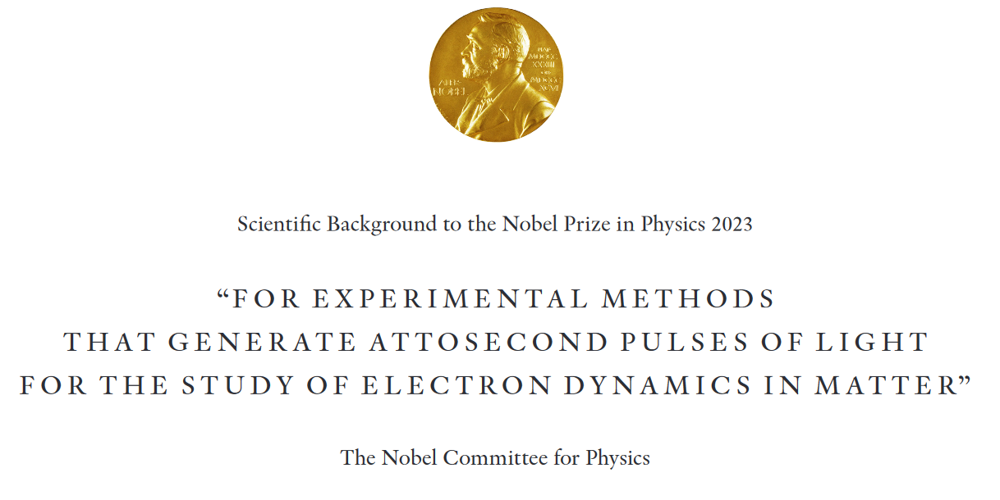 ALFR·
NOBEL
NAT·
MDCCC
XXXIII
OB·
MDCCC
XCVI
Scientific Background to the Nobel Prize in Physics 2023
“FOR EXPERIMENTAL METHODS
THAT GENERATE ATTOSECOND PULSES OF LIGHT
FOR THE STUDY OF ELECTRON DYNAMICS IN MATTER”
The Nobel Committee for Physics